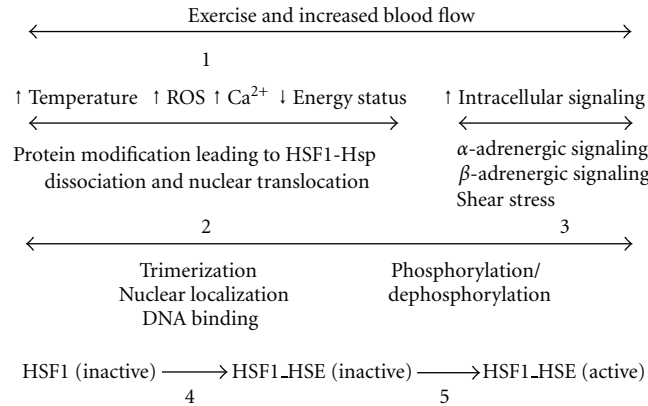 Exercise and increased blood flow
1
↑ Temperature ↑ ROS ↑ Ca²⁺ ↓ Energy status ↑ Intracellular signaling
Protein modification leading to HSF1-Hsp
dissociation and nuclear translocation
α-adrenergic signaling
β-adrenergic signaling
Shear stress
2 3
Trimerization
Nuclear localization
DNA binding
Phosphorylation/
dephosphorylation
HSF1 (inactive) HSF1_HSE (inactive) HSF1_HSE (active)
4 5